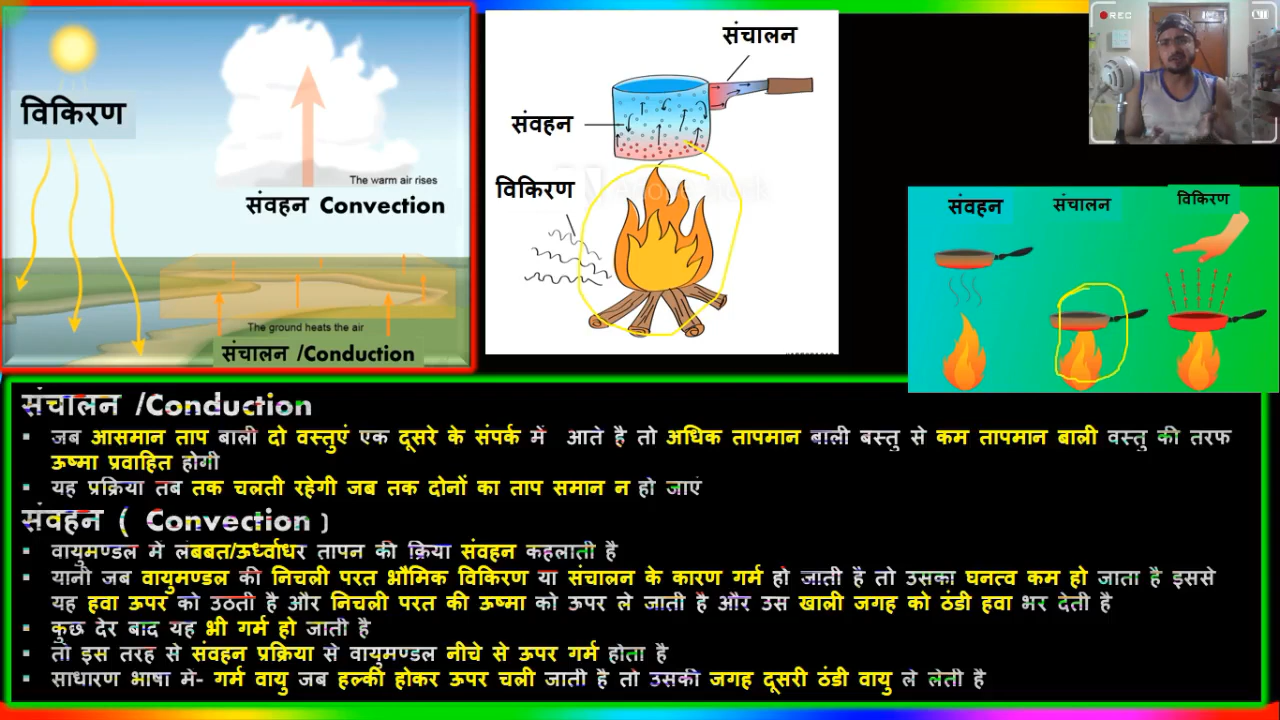 REC
विकिरण
The warm air rises
संवहन Convection
The ground heats the air
संचालन /Conduction
संचालन
संवहन
विकिरण
संवहन
संचालन
विकिरण
संचालन /Conduction
▪ जब आसमान ताप बाली दो वस्तुएं एक दूसरे के संपर्क में आते है तो अधिक तापमान बाली बस्तु से कम तापमान बाली वस्तु की तरफ
ऊष्मा प्रवाहित होगी
▪ यह प्रक्रिया तब तक चलती रहेगी जब तक दोनों का ताप समान न हो जाएं
संवहन ( Convection )
▪ वायुमण्डल में लंबबत/ऊर्ध्वाधर तापन की क्रिया संवहन कहलाती है
▪ यानी जब वायुमण्डल की निचली परत भौमिक विकिरण या संचालन के कारण गर्म हो जाती है तो उसका घनत्व कम हो जाता है इससे
यह हवा ऊपर को उठती है और निचली परत की ऊष्मा को ऊपर ले जाती है और उस खाली जगह को ठंडी हवा भर देती है
▪ कुछ देर बाद यह भी गर्म हो जाती है
▪ तो इस तरह से संवहन प्रक्रिया से वायुमण्डल नीचे से ऊपर गर्म होता है
▪ साधारण भाषा मे- गर्म वायु जब हल्की होकर ऊपर चली जाती है तो उसकी जगह दूसरी ठंडी वायु ले लेती है